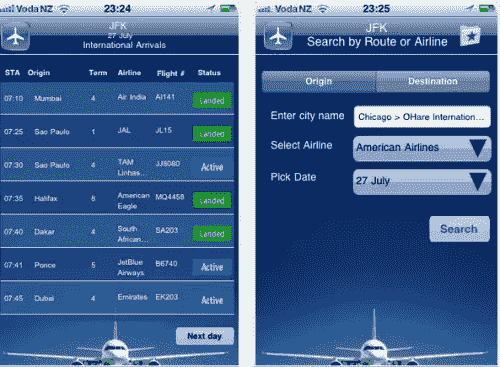 VodaNZ 23:24
JFK
27 July
International Arrivals
STA Origin Term Airline Flight # Status
07:10 Mumbai 4 Air India AI141 Landed
07:25 Sao Paulo 1 JAL JL15 Landed
07:30 Sao Paulo 4 TAM Linhas... JJ8080 Active
07:35 Halifax 8 American Eagle MQ4458 Landed
07:40 Dakar 4 South African... SA203 Landed
07:41 Ponce 5 JetBlue Airways B6740 Active
07:45 Dubai 4 Emirates EK203 Active
Next day
VodaNZ 23:25
JFK
Search by Route or Airline
Origin Destination
Enter city name Chicago > OHare Internation...
Select Airline American Airlines
Pick Date 27 July
Search